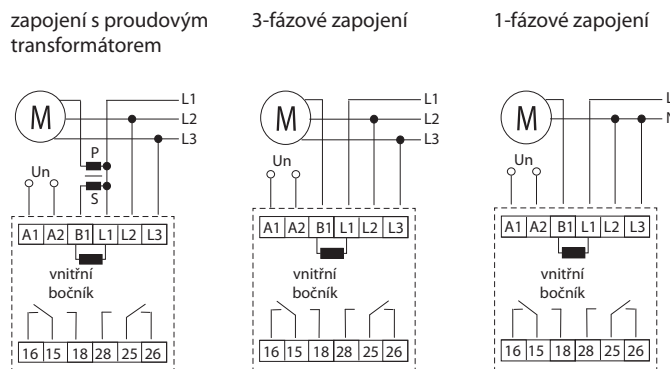 zapojení s proudovým
transformátorem
M
L1
L2
L3
P
S
Un
A1 A2 B1 L1 L2 L3
vnitřní
bočník
16 15 18 28 25 26
3-fázové zapojení
M
L1
L2
L3
Un
A1 A2 B1 L1 L2 L3
vnitřní
bočník
16 15 18 28 25 26
1-fázové zapojení
M
L
N
Un
A1 A2 B1 L1 L2 L3
vnitřní
bočník
16 15 18 28 25 26